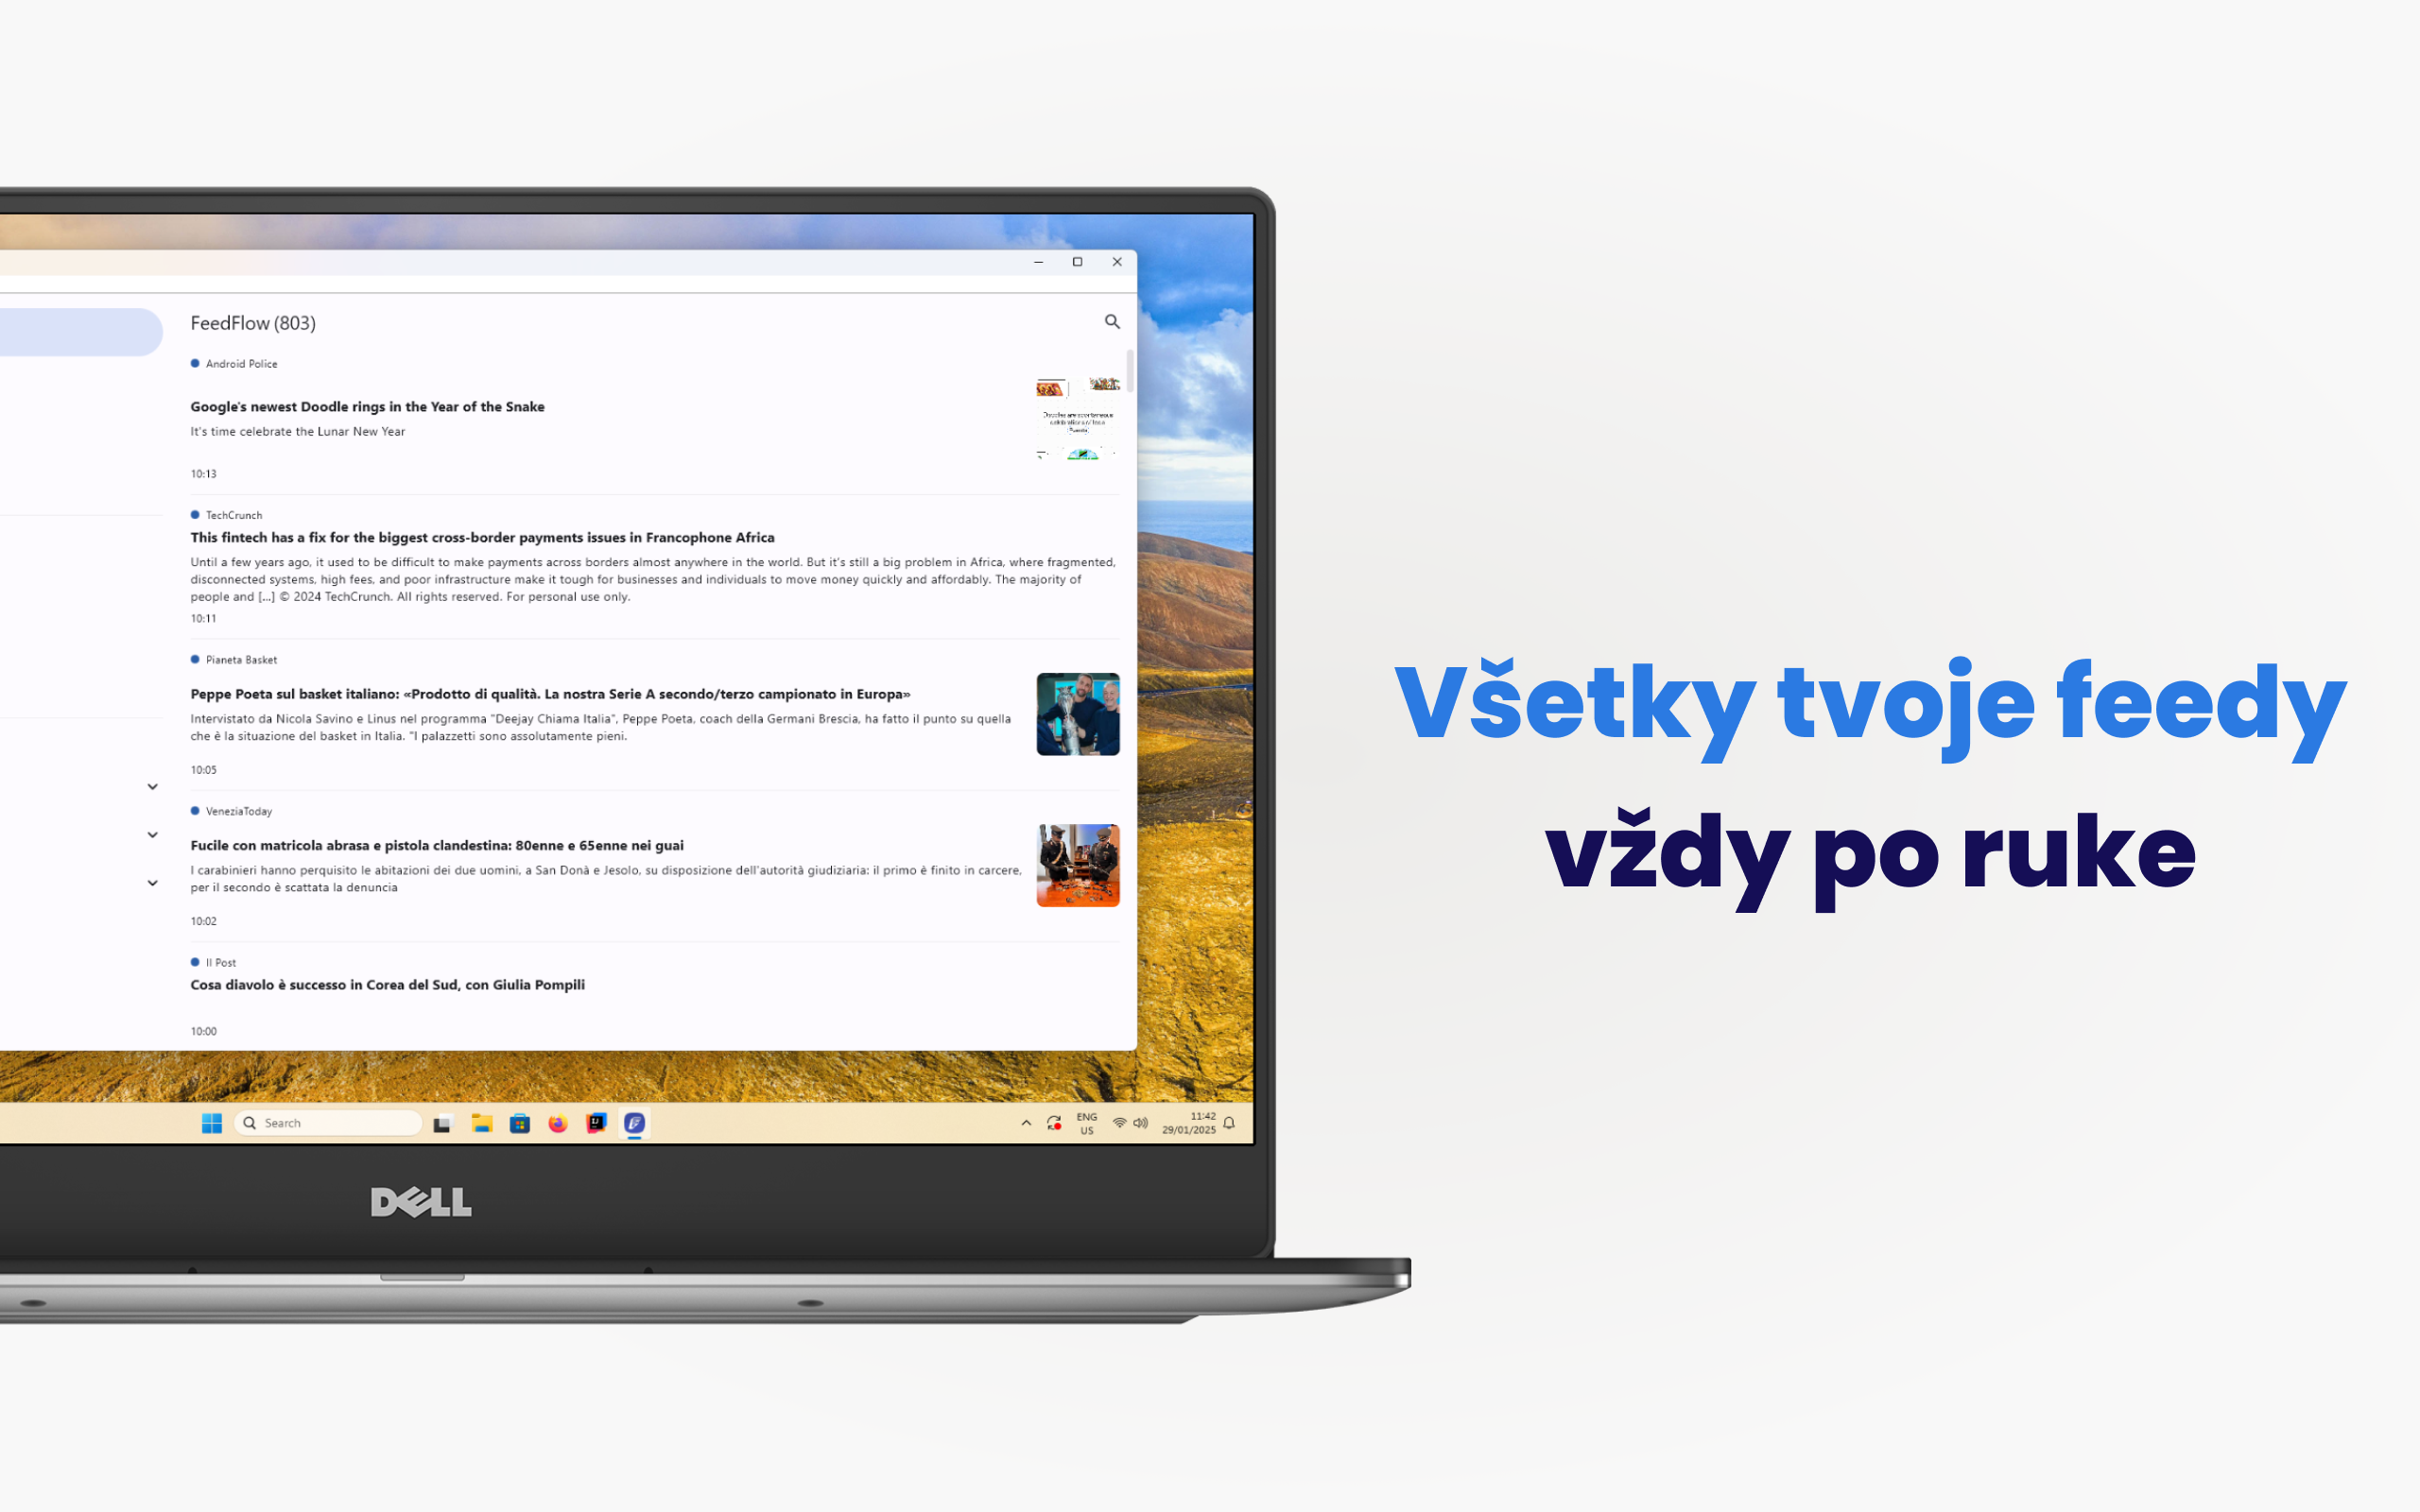 FeedFlow (803)
Android Police
Google's newest Doodle rings in the Year of the Snake
It's time celebrate the Lunar New Year
10:13
TechCrunch
This fintech has a fix for the biggest cross-border payments issues in Francophone Africa
Until a few years ago, it used to be difficult to make payments across borders almost anywhere in the world. But it's still a big problem in Africa, where fragmented,
disconnected systems, high fees, and poor infrastructure make it tough for businesses and individuals to move money quickly and affordably. The majority of
people and [...] © 2024 TechCrunch. All rights reserved. For personal use only.
10:11
Pianeta Basket
Peppe Poeta sul basket italiano: «Prodotto di qualità. La nostra Serie A secondo/terzo campionato in Europa»
Intervistato da Nicola Savino e Linus nel programma "Deejay Chiama Italia", Peppe Poeta, coach della Germani Brescia, ha fatto il punto su quella
che è la situazione del basket in Italia. "I palazzetti sono assolutamente pieni.
10:05
VeneziaToday
Fucile con matricola abrasa e pistola clandestina: 80enne e 65enne nei guai
I carabinieri hanno perquisito le abitazioni dei due uomini, a San Donà e Jesolo, su disposizione dell'autorità giudiziaria: il primo è finito in carcere,
per il secondo è scattata la denuncia
10:02
Il Post
Cosa diavolo è successo in Corea del Sud, con Giulia Pompili
10:00
Search
ENG
US
11:42
29/01/2025
DELL
Všetky tvoje feedy
vždy po ruke